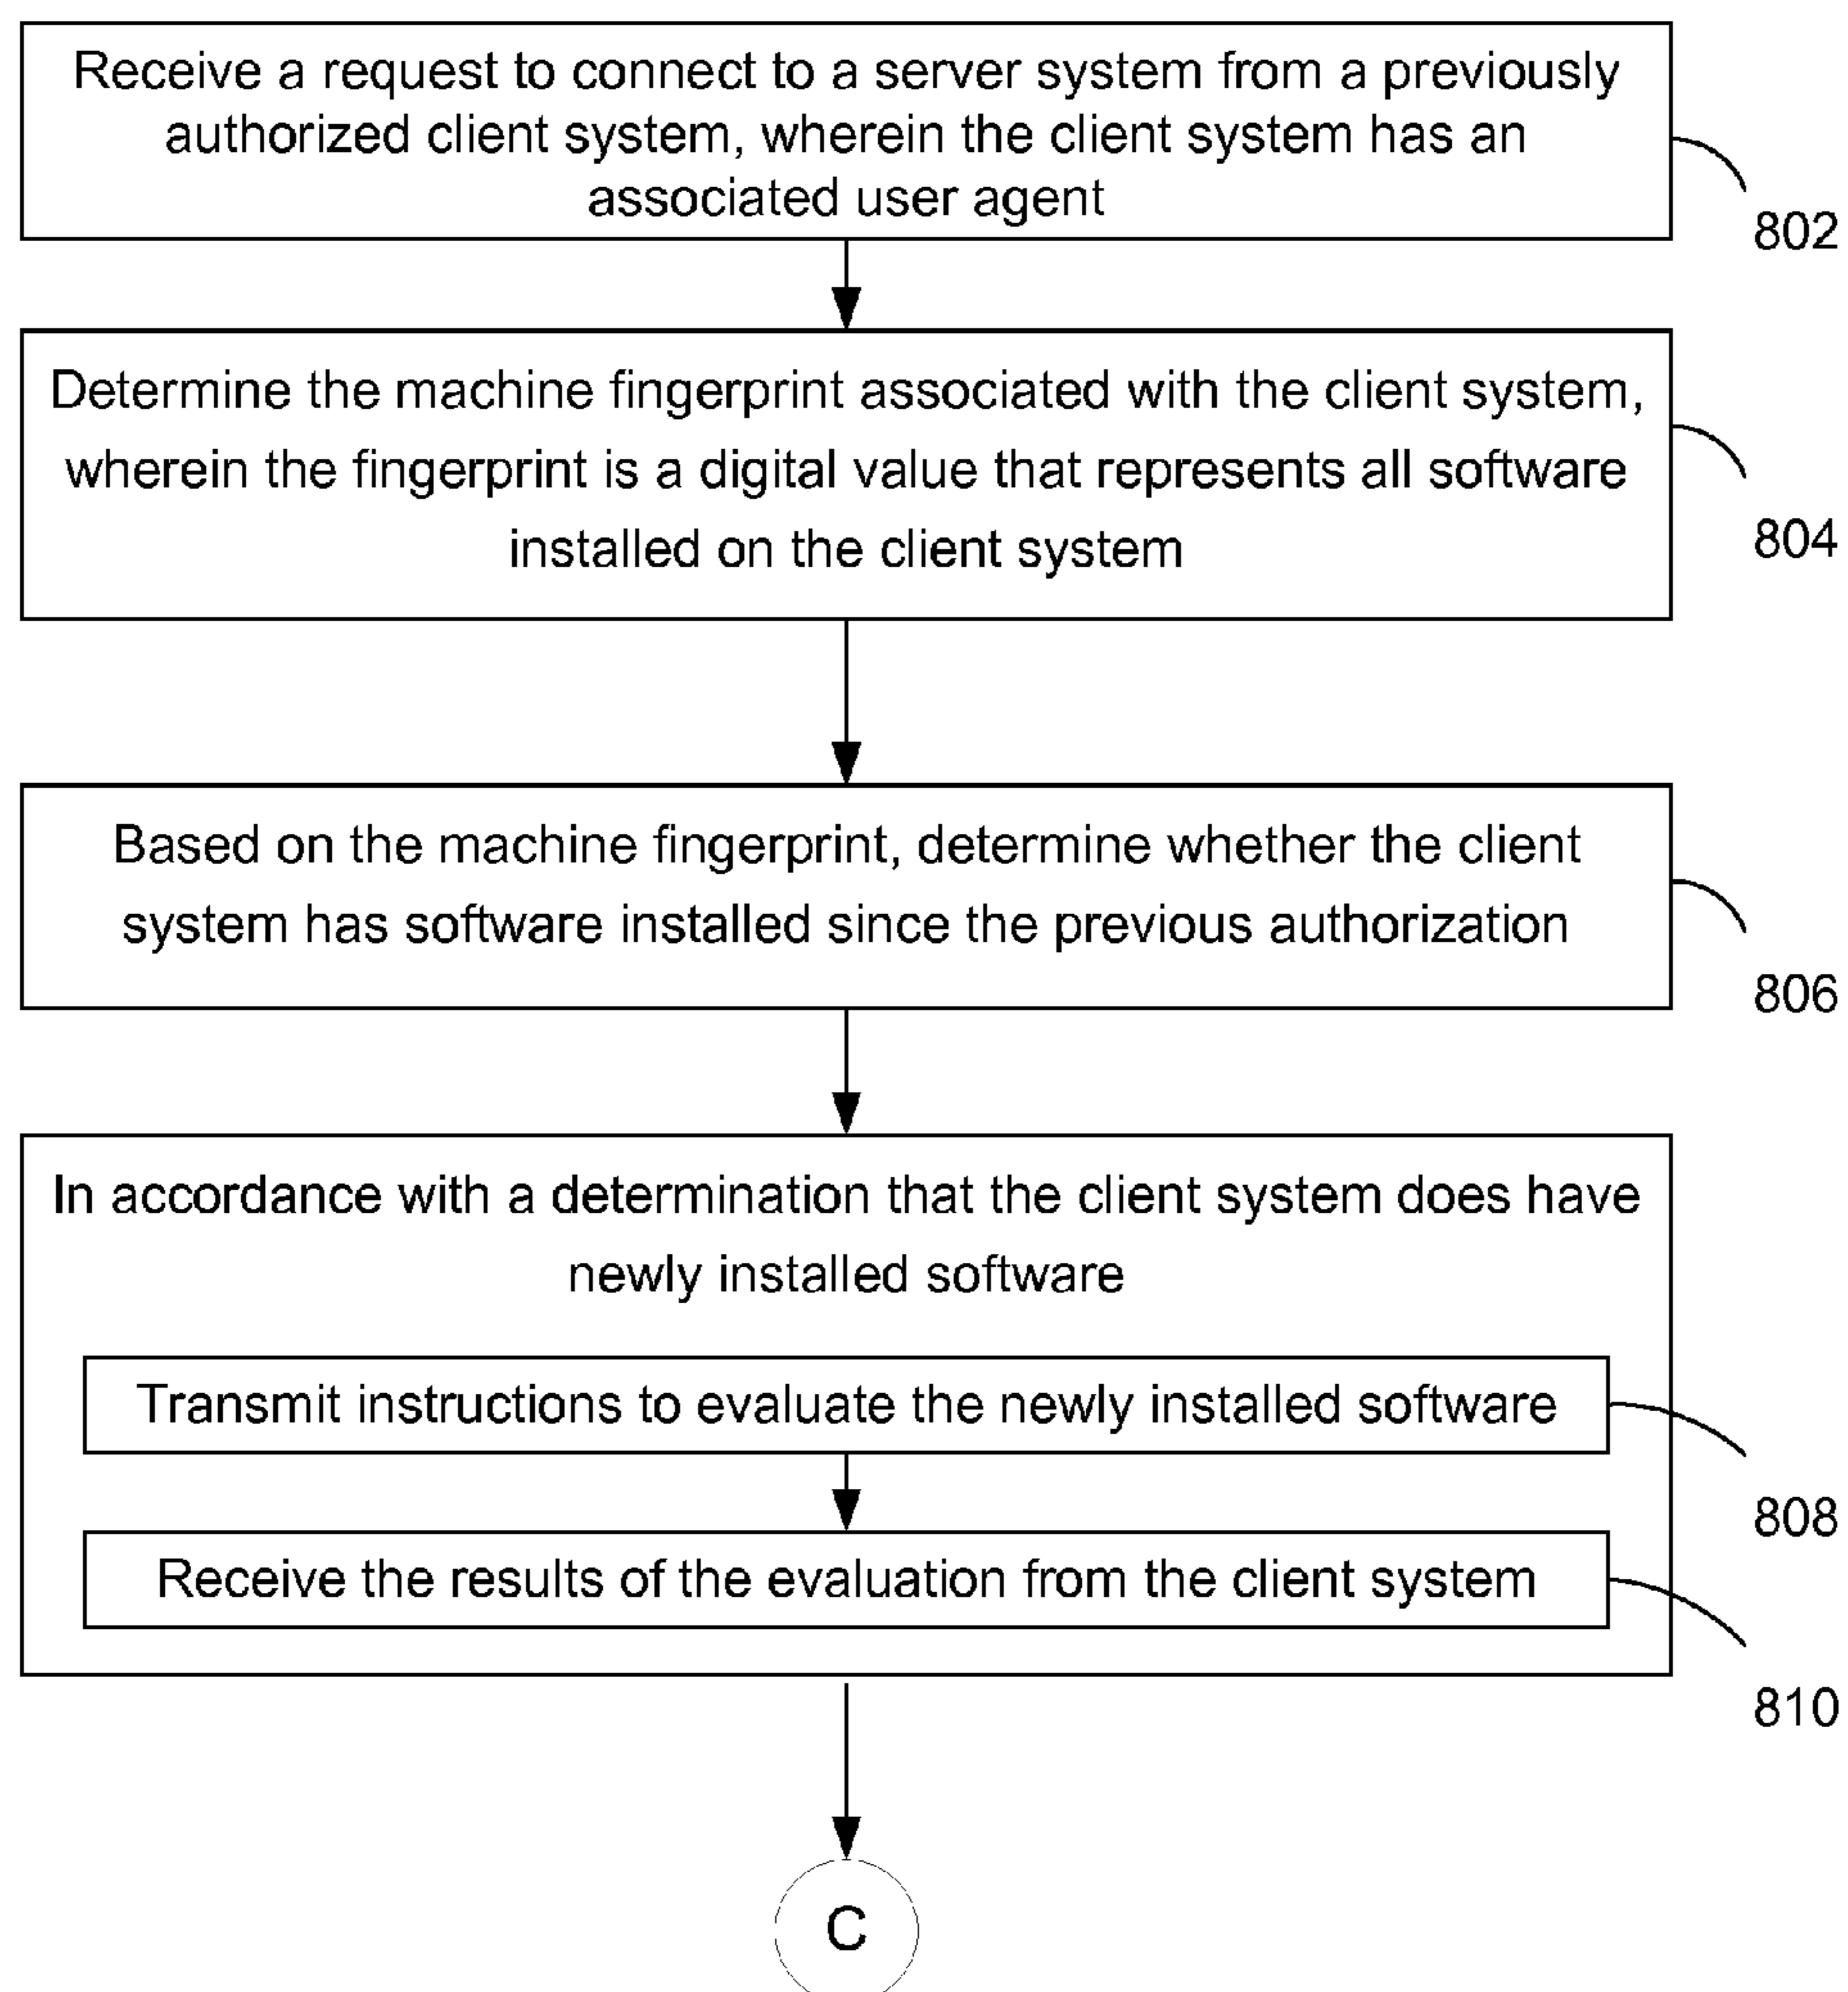 Receive a request to connect to a server system from a previously
authorized client system, wherein the client system has an
associated user agent
802
Determine the machine fingerprint associated with the client system,
wherein the fingerprint is a digital value that represents all software
installed on the client system
804
Based on the machine fingerprint, determine whether the client
system has software installed since the previous authorization
806
In accordance with a determination that the client system does have
newly installed software
Transmit instructions to evaluate the newly installed software
808
Receive the results of the evaluation from the client system
810
C